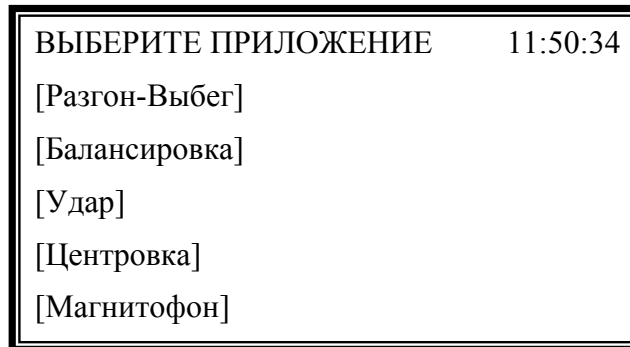 ВЫБЕРИТЕ ПРИЛОЖЕНИЕ 11:50:34
[Разгон-Выбег]
[Балансировка]
[Удар]
[Центровка]
[Магнитофон]